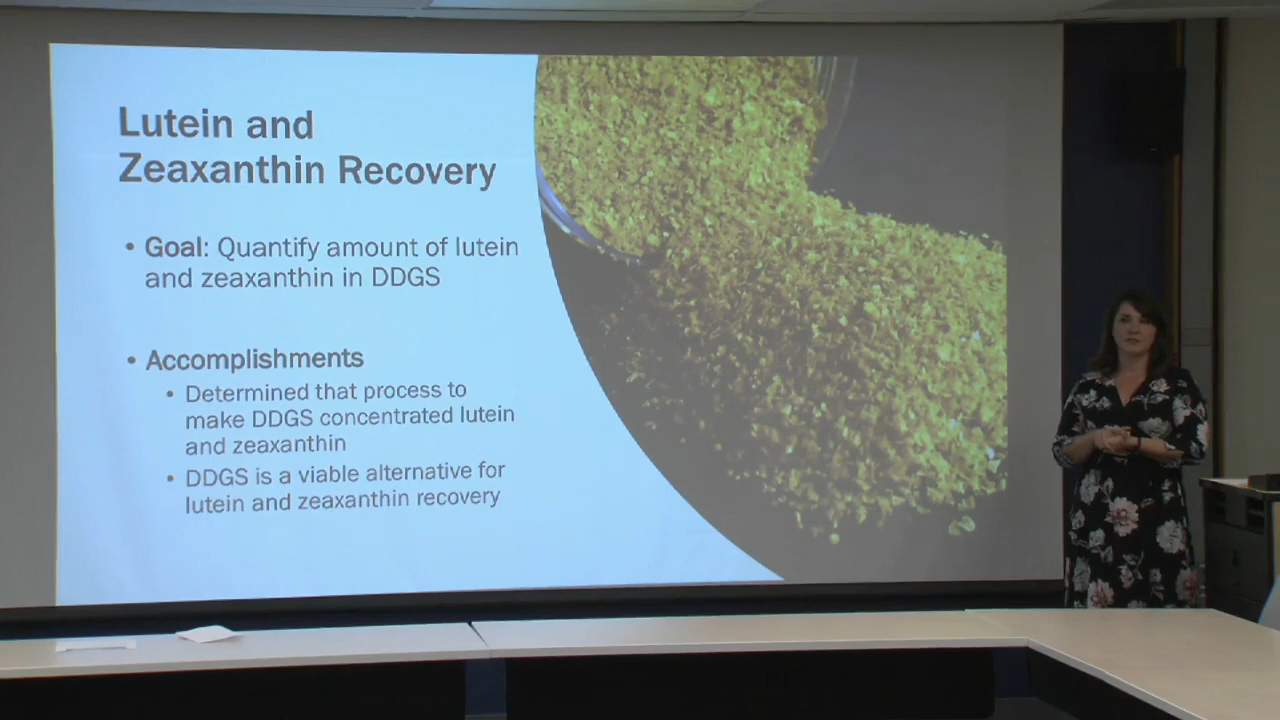 Lutein and
Zeaxanthin Recovery
• Goal: Quantify amount of lutein
and zeaxanthin in DDGS
• Accomplishments
• Determined that process to
make DDGS concentrated lutein
and zeaxanthin
• DDGS is a viable alternative for
lutein and zeaxanthin recovery